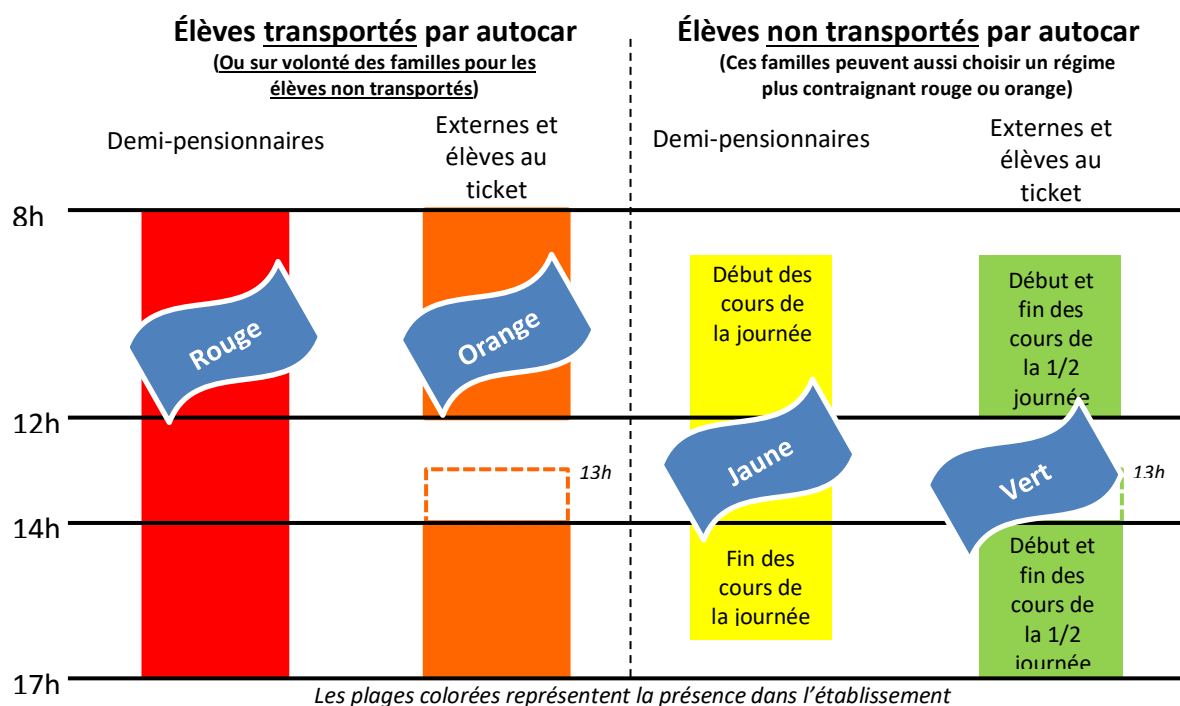 Élèves transportés par autocar
(Ou sur volonté des familles pour les
élèves non transportés)
Élèves non transportés par autocar
(Ces familles peuvent aussi choisir un régime
plus contraignant rouge ou orange)
Demi-pensionnaires
Externes et
élèves au
ticket
Demi-pensionnaires
Externes et
élèves au
ticket
8h
Rouge
Orange
Début des
cours de
la journée
Début et
fin des
cours de
la 1/2
journée
12h
Jaune
Vert
13h
13h
14h
Fin des
cours de
la journée
Début et
fin des
cours de
la 1/2
journée
17h
Les plages colorées représentent la présence dans l'établissement